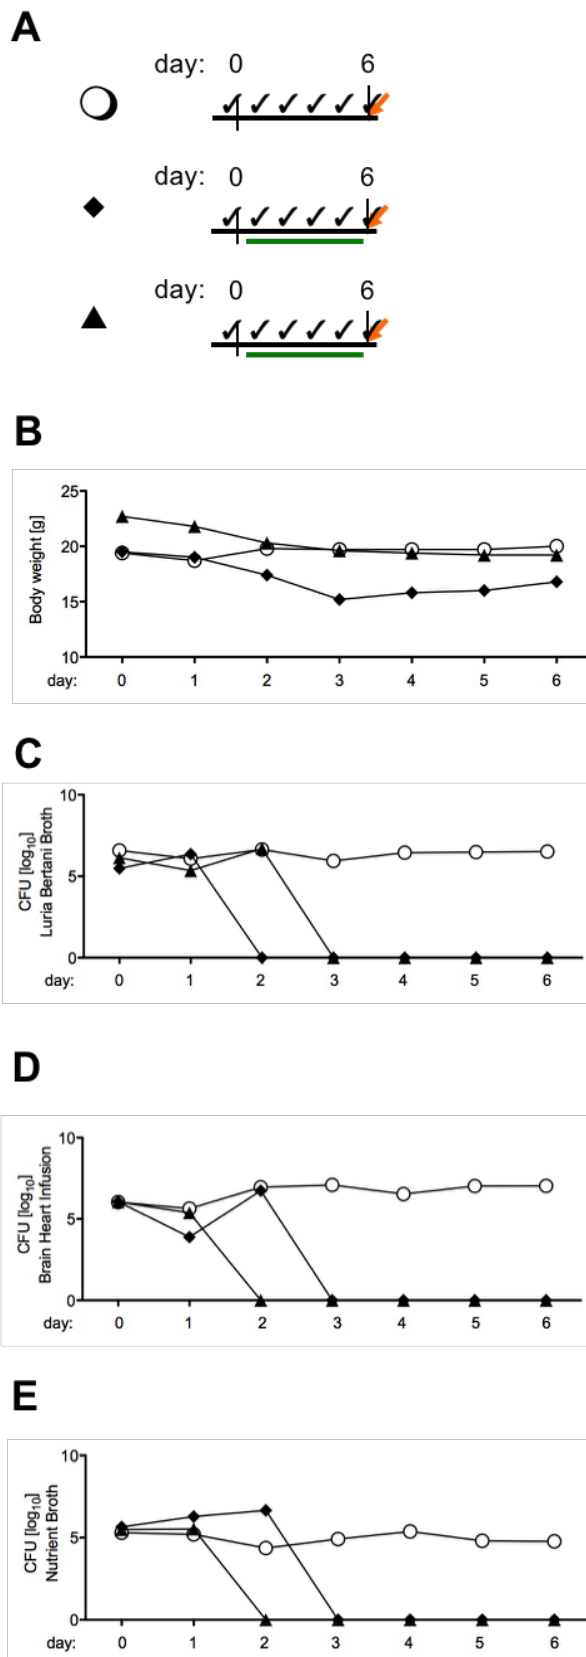 A
day: 0 6
day: 0 6
day: 0 6
B
Body weight [g]
25
20
15
10
day: 0 1 2 3 4 5 6
C
CFU [log10]
Luria Bertani Broth
10
5
0
day: 0 1 2 3 4 5 6
D
CFU [log10]
Brain Heart Infusion
10
5
0
day: 0 1 2 3 4 5 6
E
CFU [log10]
Nutrient Broth
10
5
0
day: 0 1 2 3 4 5 6